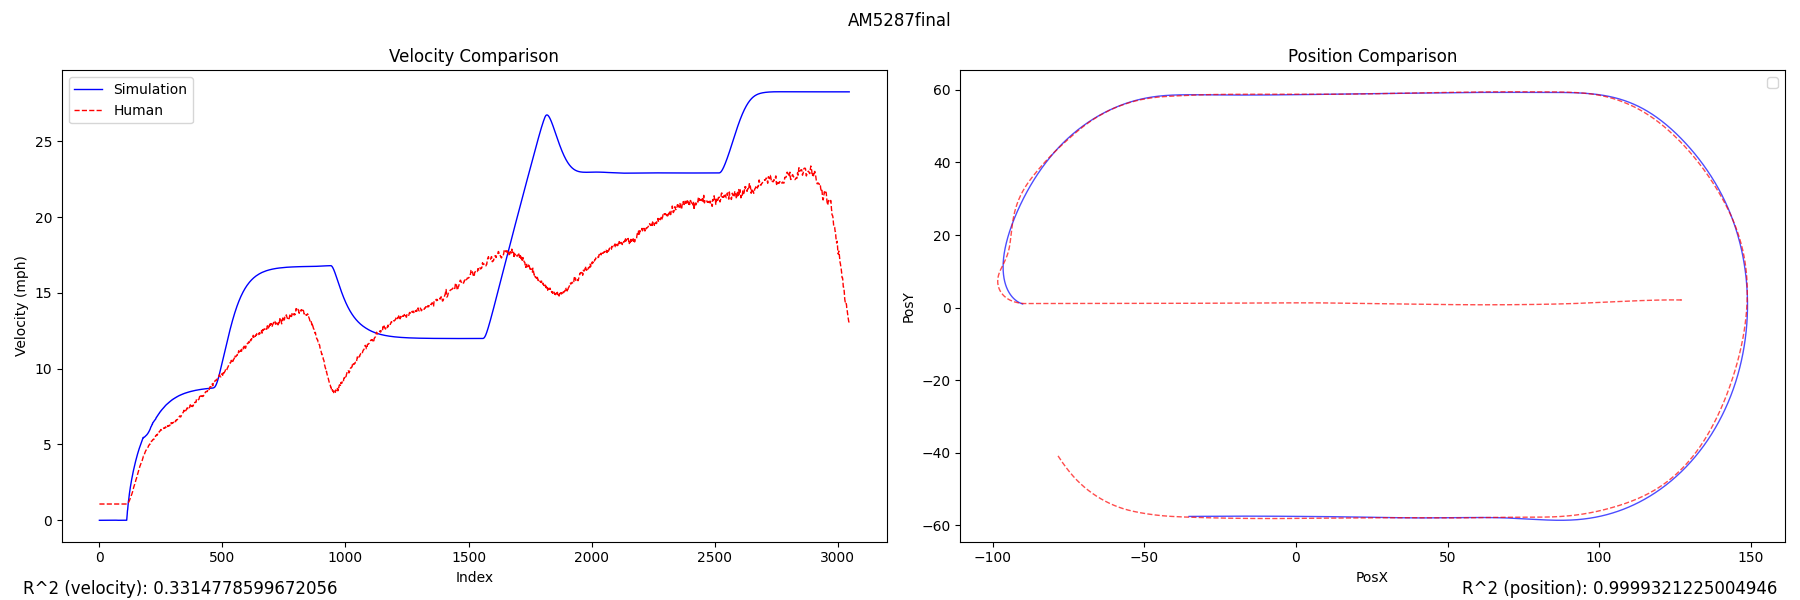 AM5287final
Velocity Comparison
Simulation
Human
Velocity (mph)
25
20
15
10
5
0
0 500 1000 1500 2000 2500 3000
Index
R^2 (velocity): 0.3314778599672056
Position Comparison
PosY
60
40
20
0
−20
−40
−60
−100 −50 0 50 100 150
PosX
R^2 (position): 0.9999321225004946